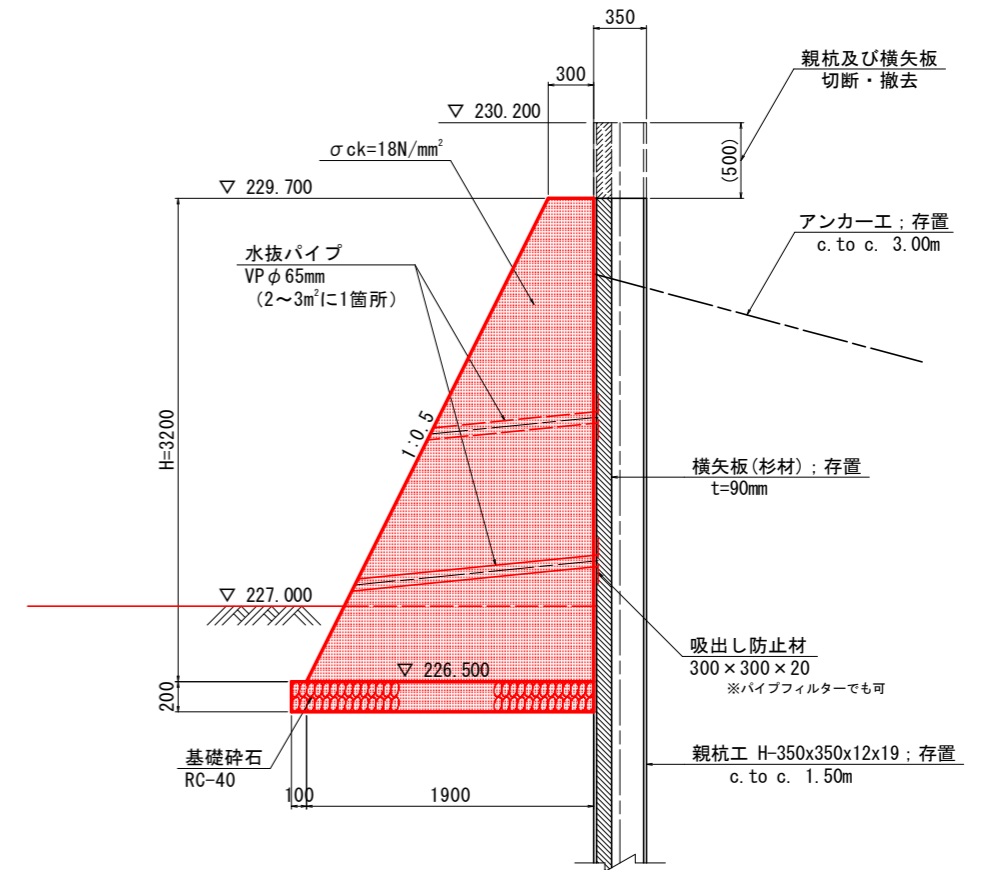 350
300
親杭及び横矢板
切断・撤去
▽ 230.200
σck=18N/mm²
(500)
▽ 229.700
アンカー工；存置
c.to c. 3.00m
水抜パイプ
VPφ65mm
（2～3m²に1箇所）
1:0.5
H=3200
横矢板(杉材)；存置
t=90mm
▽ 227.000
吸出し防止材
300×300×20
※パイプフィルターでも可
▽ 226.500
200
基礎砕石
RC-40
100
1900
親杭工 H-350x350x12x19；存置
c.to c. 1.50m